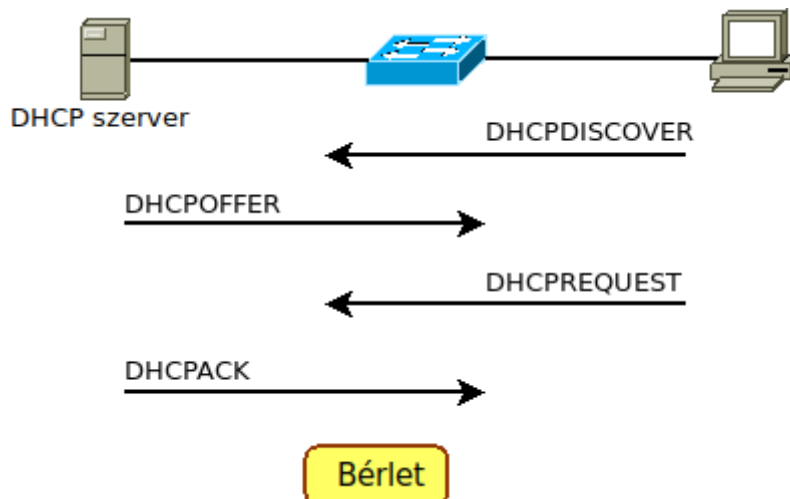 DHCP szerver
DHCPDISCOVER
DHCPOFFER
DHCPREQUEST
DHCPACK
Bérlet